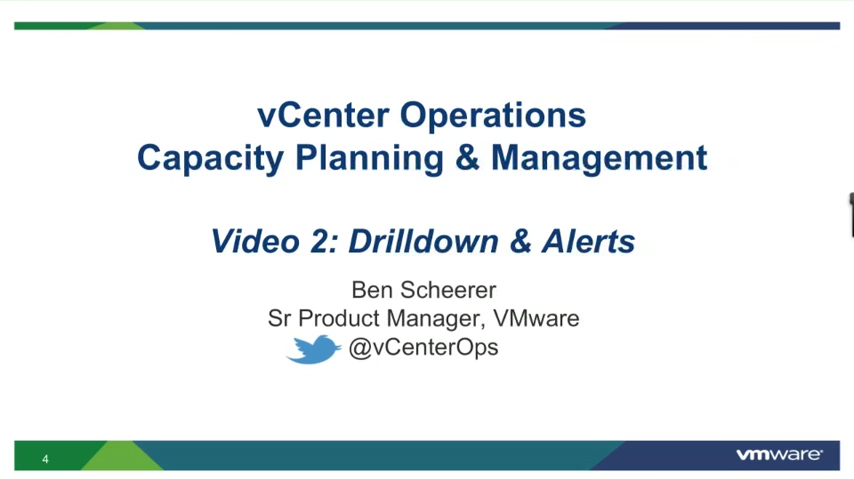 vCenter Operations
Capacity Planning & Management
Video 2: Drilldown & Alerts
Ben Scheerer
Sr Product Manager, VMware
@vCenterOps
4
vmware®